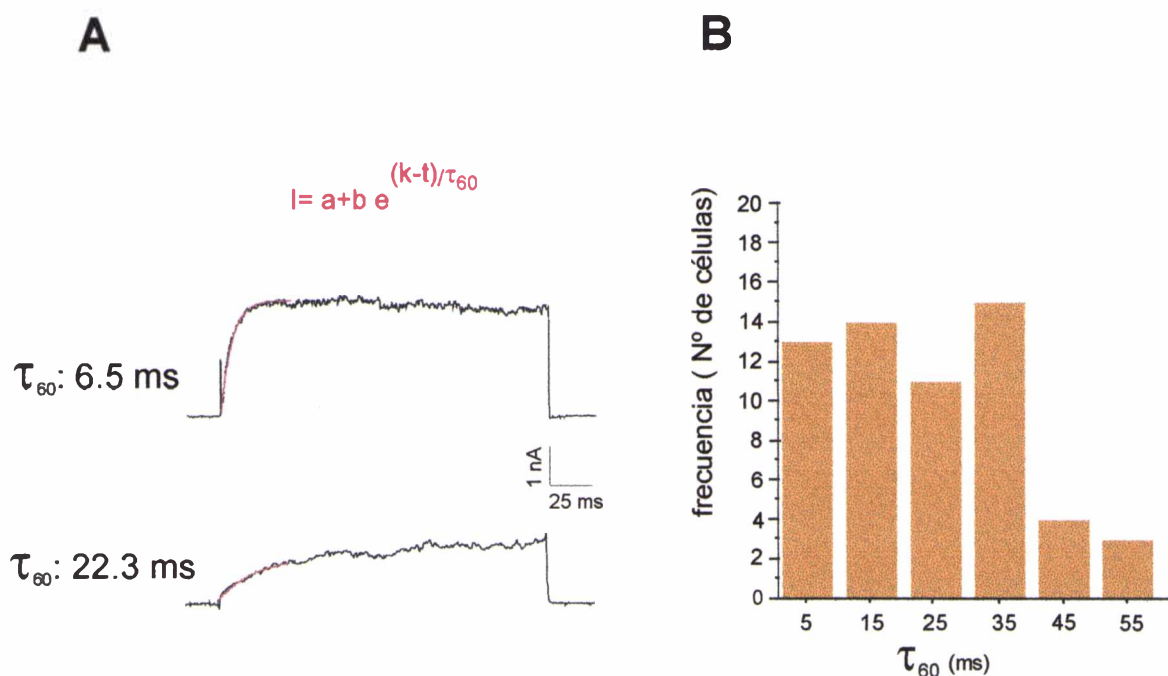 A
I= a+b e(k-t)/τ60
τ60: 6.5 ms
1 nA
25 ms
τ60: 22.3 ms
B
frecuencia ( Nº de células)
20
18
16
14
12
10
8
6
4
2
0
5 15 25 35 45 55
τ60 (ms)